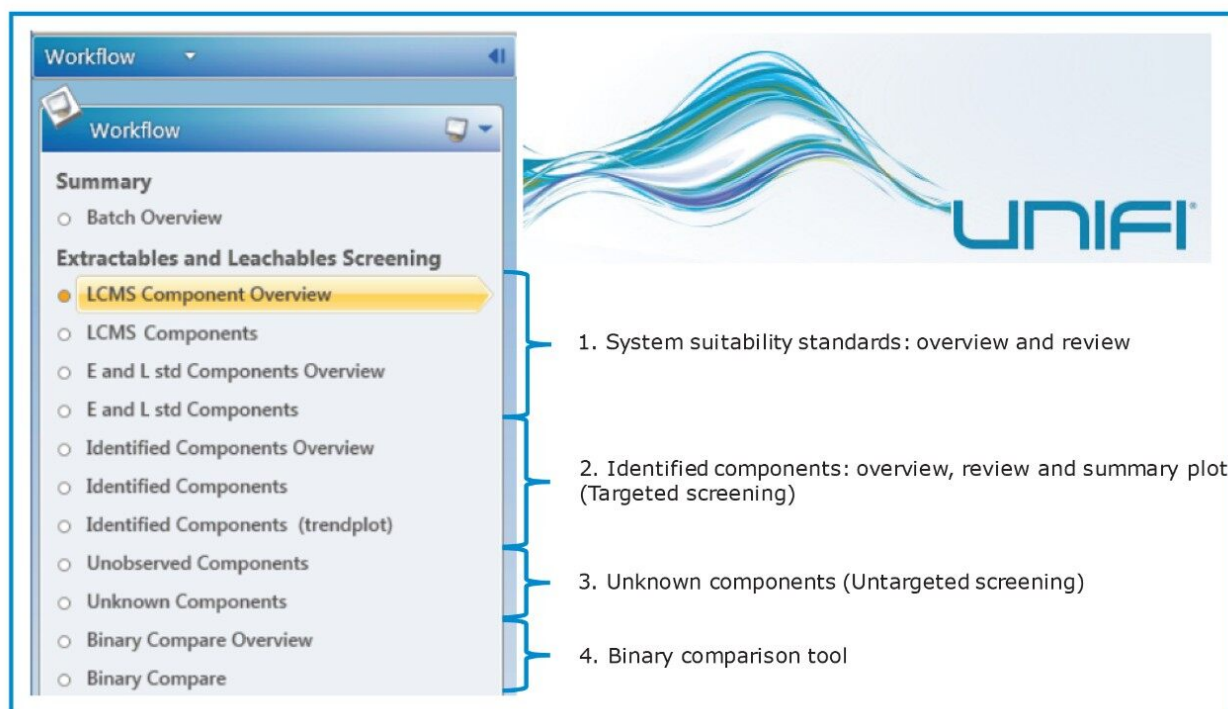 Workflow
Workflow
Summary
Batch Overview
Extractables and Leachables Screening
LCMS Component Overview
LCMS Components
E and L std Components Overview
E and L std Components
Identified Components Overview
Identified Components
Identified Components (trendplot)
Unobserved Components
Unknown Components
Binary Compare Overview
Binary Compare
UNIFI
1. System suitability standards: overview and review
2. Identified components: overview, review and summary plot
(Targeted screening)
3. Unknown components (Untargeted screening)
4. Binary comparison tool